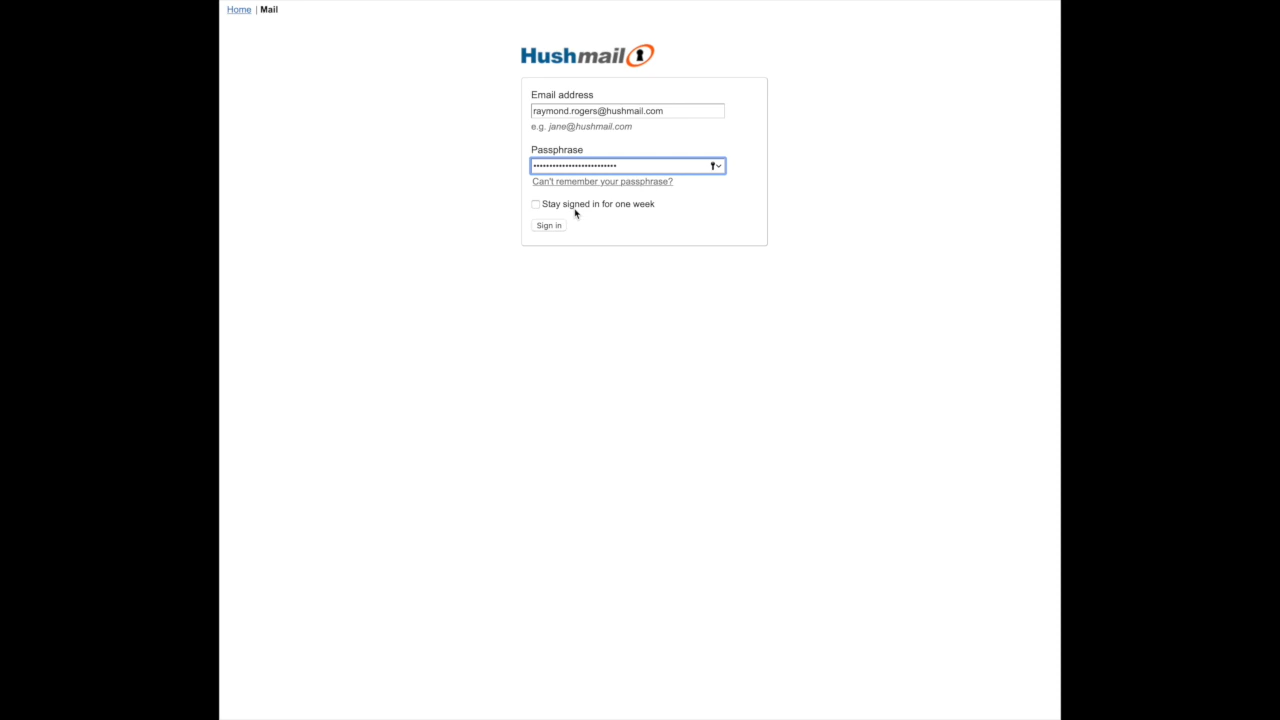 Home | Mail
Hushmail
Email address
raymond.rogers@hushmail.com
e.g. jane@hushmail.com
Passphrase
••••••••••••••••••••••••••
Can't remember your passphrase?
Stay signed in for one week
Sign in